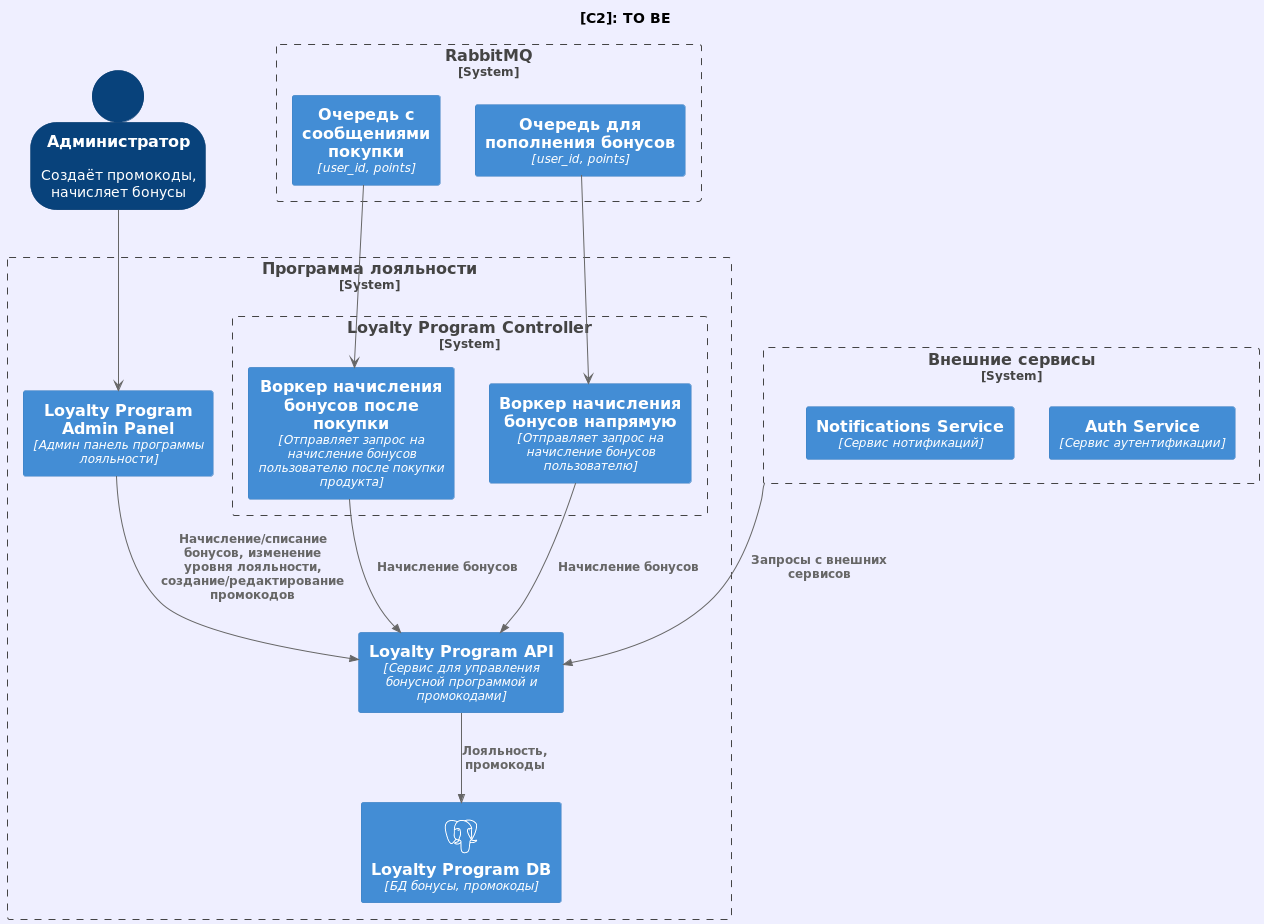 [C2]: TO BE
RabbitMQ
[System]
Очередь с
сообщениями
покупки
[user_id, points]
Очередь для
пополнения бонусов
[user_id, points]
Администратор
Создаёт промокоды,
начисляет бонусы
Программа лояльности
[System]
Loyalty Program Controller
[System]
Воркер начисления
бонусов после
покупки
[Отправляет запрос на
начисление бонусов
пользователю после покупки
продукта]
Воркер начисления
бонусов напрямую
[Отправляет запрос на
начисление бонусов
пользователю]
Loyalty Program
Admin Panel
[Админ панель программы
лояльности]
Внешние сервисы
[System]
Notifications Service
[Сервис нотификаций]
Auth Service
[Сервис аутентификации]
Начисление/списание
бонусов, изменение
уровня лояльности,
создание/редактирование
промокодов
Начисление бонусов
Начисление бонусов
Запросы с внешних
сервисов
Loyalty Program API
[Сервис для управления
бонусной программой и
промокодами]
Лояльность,
промокоды
Loyalty Program DB
[БД бонусы, промокоды]